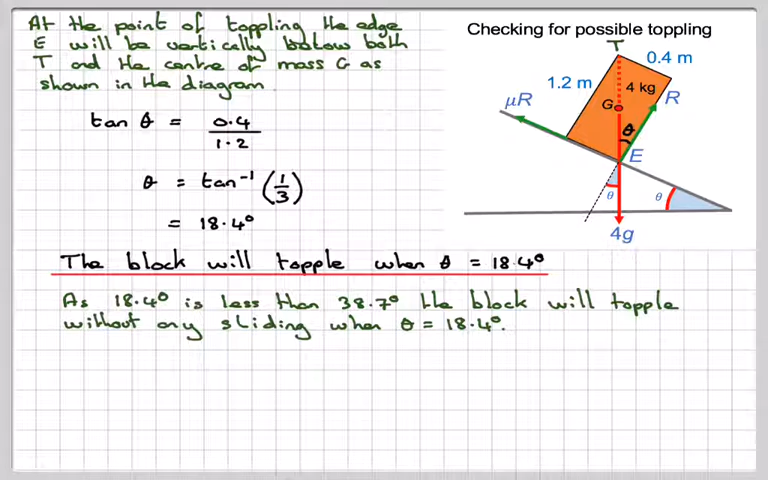 At the point of toppling the edge
E will be vertically below both
T and the centre of mass G as
shown in the diagram
tan θ = 0.4
1.2
θ = tan⁻¹ (1/3)
= 18.4°
The block will topple when θ = 18.4°
As 18.4° is less than 38.7° the block will topple
without any sliding when θ = 18.4°.
Checking for possible toppling
T
0.4 m
1.2 m
4 kg
G
R
μR
θ
E
θ
θ
4g